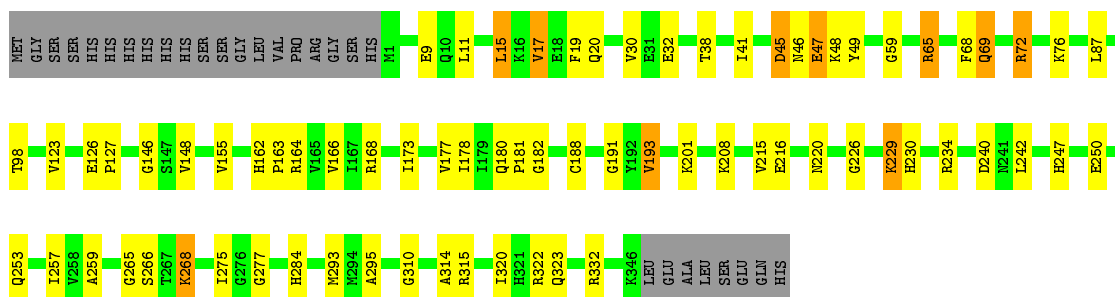 MET GLY SER SER HIS HIS HIS HIS HIS HIS SER SER GLY LEU VAL PRO ARG GLY SER HIS M1 E9 Q10 L11 L15 K16 V17 E18 F19 Q20 V30 E31 E32 T38 I41 D45 N46 E47 K48 Y49 G59 R65 F68 Q69 R72 K76 L87
T98 V123 E126 P127 G146 S147 V148 V155 H162 P163 R164 V165 V166 I167 R168 I173 V177 I178 I179 Q180 P181 G182 C188 G191 Y192 V193 K201 K208 V215 E216 N220 G226 K229 H230 R234 D240 N241 L242 H247 E250
Q253 I257 V258 A259 G265 S266 T267 K268 I275 G276 G277 H284 M293 M294 A295 G310 A314 R315 I320 H321 R322 Q323 R332 K346 LEU GLU ALA LEU SER GLU GLN HIS